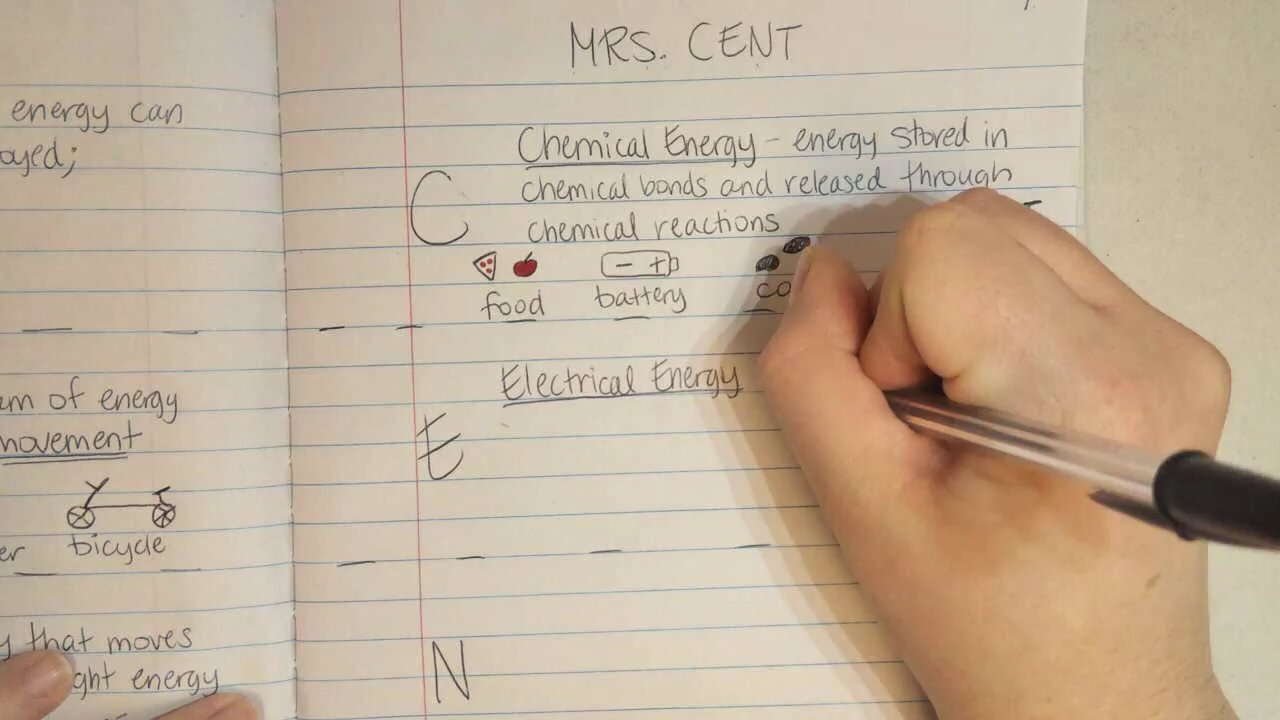 energy can
oyed;
m of energy
movement
er bicycle
y that moves
ght energy
MRS. CENT
C
Chemical Energy - energy stored in
chemical bonds and released through
chemical reactions
- +
food battery co
E
Electrical Energy
N